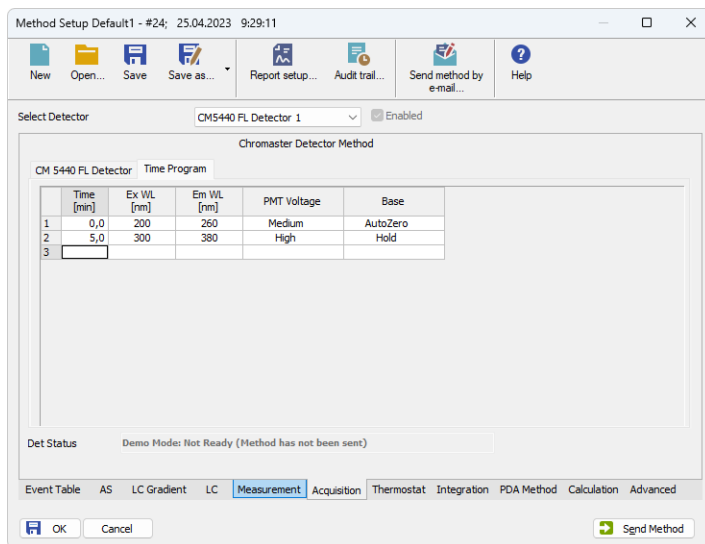 Method Setup Default1 - #24; 25.04.2023 9:29:11
New Open... Save Save as... Report setup... Audit trail... Send method by e-mail... Help
Select Detector CM5440 FL Detector 1 Enabled
Chromaster Detector Method
CM 5440 FL Detector Time Program
Time [min] Ex WL [nm] Em WL [nm] PMT Voltage Base
1 0,0 200 260 Medium AutoZero
2 5,0 300 380 High Hold
3
Det Status Demo Mode: Not Ready (Method has not been sent)
Event Table AS LC Gradient LC Measurement Acquisition Thermostat Integration PDA Method Calculation Advanced
OK Cancel Send Method